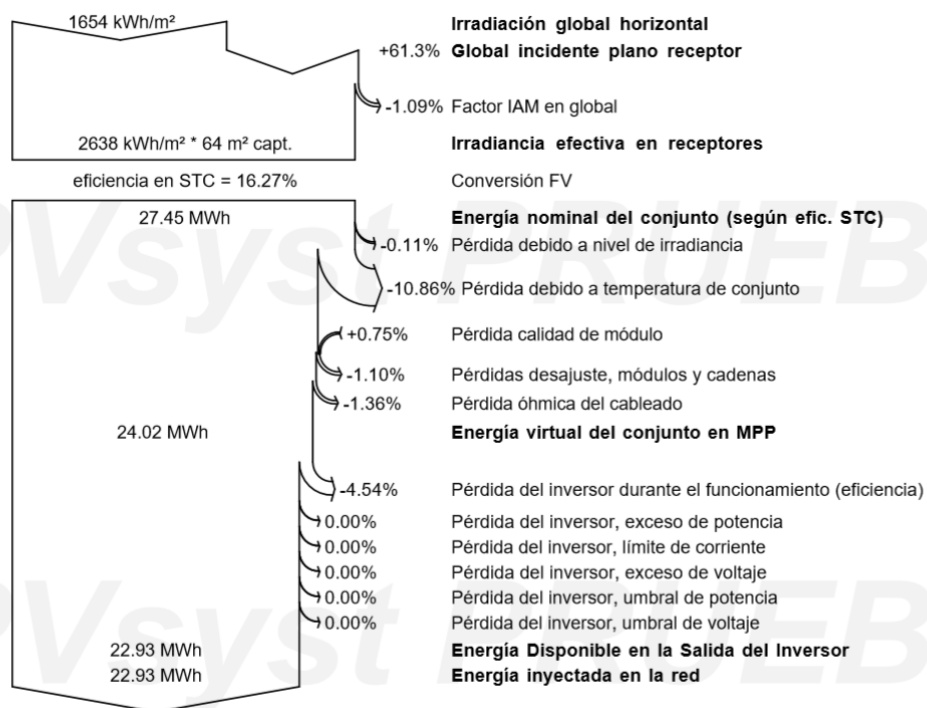 1654 kWh/m² Irradiación global horizontal
+61.3% Global incidente plano receptor
-1.09% Factor IAM en global
2638 kWh/m² * 64 m² capt. Irradiancia efectiva en receptores
eficiencia en STC = 16.27% Conversión FV
27.45 MWh Energía nominal del conjunto (según efic. STC)
-0.11% Pérdida debido a nivel de irradiancia
-10.86% Pérdida debido a temperatura de conjunto
+0.75% Pérdida calidad de módulo
-1.10% Pérdidas desajuste, módulos y cadenas
-1.36% Pérdida óhmica del cableado
24.02 MWh Energía virtual del conjunto en MPP
-4.54% Pérdida del inversor durante el funcionamiento (eficiencia)
0.00% Pérdida del inversor, exceso de potencia
0.00% Pérdida del inversor, límite de corriente
0.00% Pérdida del inversor, exceso de voltaje
0.00% Pérdida del inversor, umbral de potencia
0.00% Pérdida del inversor, umbral de voltaje
22.93 MWh Energía Disponible en la Salida del Inversor
22.93 MWh Energía inyectada en la red
PVsyst PRUEB
PVsyst PRUEB